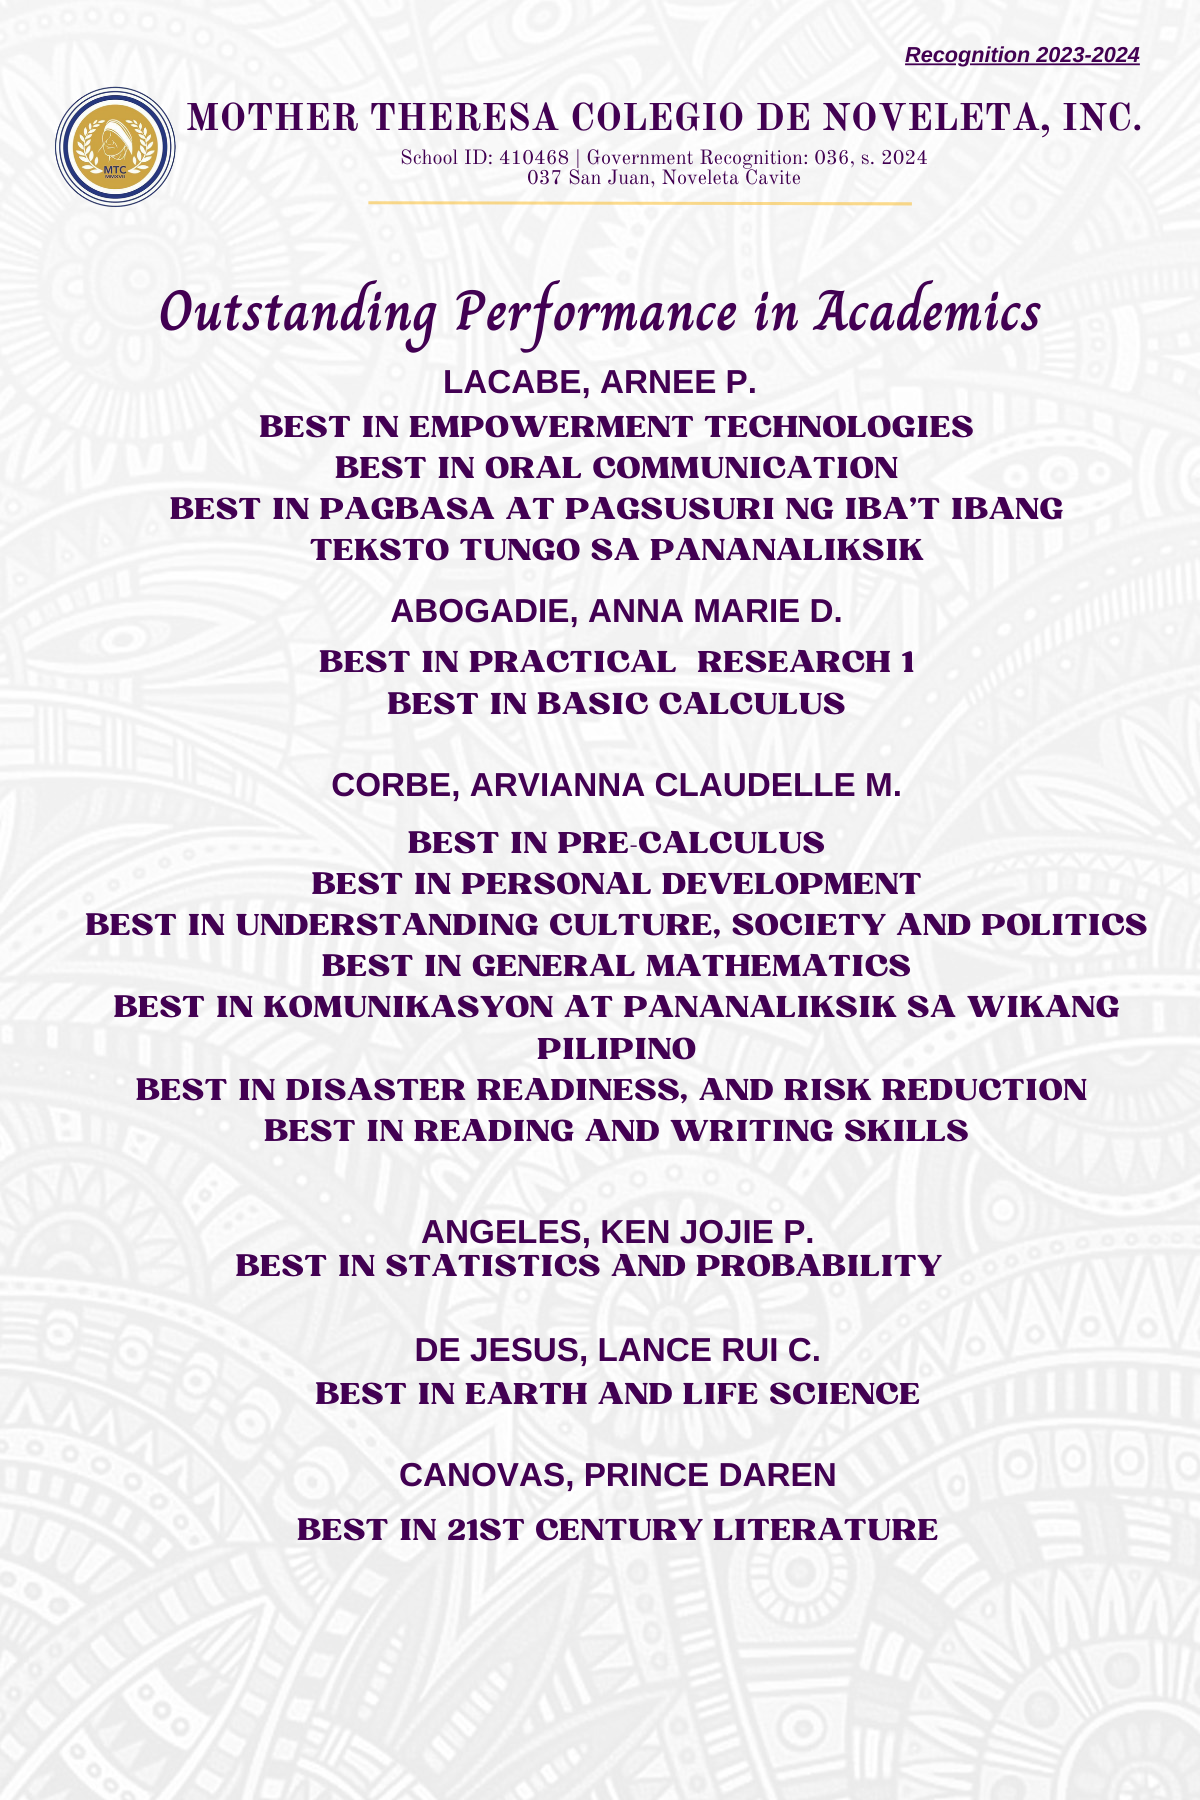 Recognition 2023-2024
MOTHER THERESA COLEGIO DE NOVELETA, INC.
School ID: 410468 | Government Recognition: 036, s. 2024
037 San Juan, Noveleta Cavite
MTC
MMXVII
Outstanding Performance in Academics
LACABE, ARNEE P.
BEST IN EMPOWERMENT TECHNOLOGIES
BEST IN ORAL COMMUNICATION
BEST IN PAGBASA AT PAGSUSURI NG IBA’T IBANG
TEKSTO TUNGO SA PANANALIKSIK
ABOGADIE, ANNA MARIE D.
BEST IN PRACTICAL  RESEARCH 1
BEST IN BASIC CALCULUS
CORBE, ARVIANNA CLAUDELLE M.
BEST IN PRE-CALCULUS
BEST IN PERSONAL DEVELOPMENT
BEST IN UNDERSTANDING CULTURE, SOCIETY AND POLITICS
BEST IN GENERAL MATHEMATICS
BEST IN KOMUNIKASYON AT PANANALIKSIK SA WIKANG
PILIPINO
BEST IN DISASTER READINESS, AND RISK REDUCTION
BEST IN READING AND WRITING SKILLS
ANGELES, KEN JOJIE P.
BEST IN STATISTICS AND PROBABILITY
DE JESUS, LANCE RUI C.
BEST IN EARTH AND LIFE SCIENCE
CANOVAS, PRINCE DAREN
BEST IN 21ST CENTURY LITERATURE